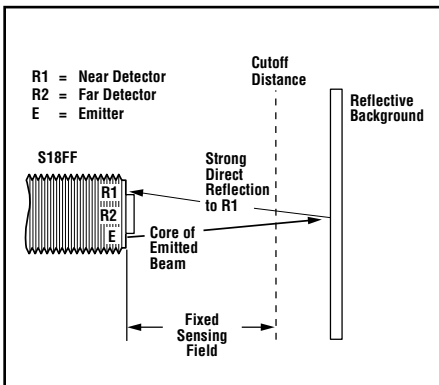 R1 = Near Detector
R2 = Far Detector
E = Emitter
Cutoff
Distance
Reflective
Background
S18FF
Strong
Direct
Reflection
to R1
R1
R2
E
Core of
Emitted
Beam
Fixed
Sensing
Field